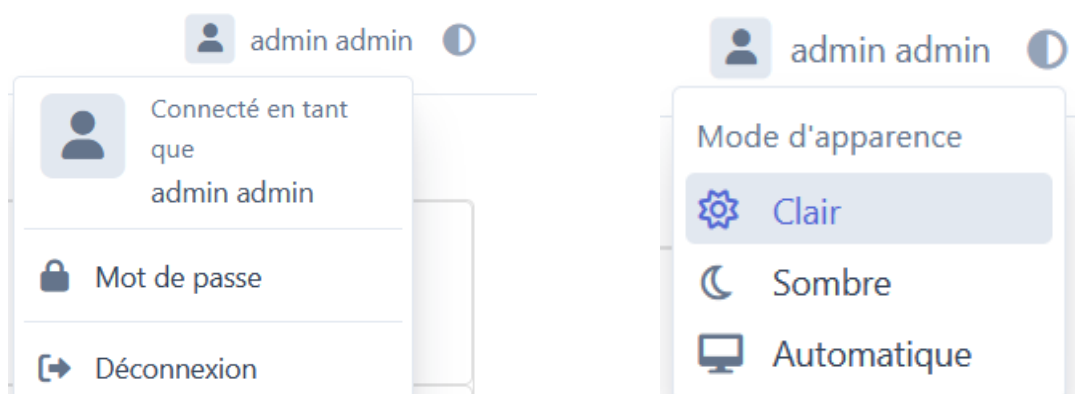 admin admin
Connecté en tant
que
admin admin
Mot de passe
Déconnexion
admin admin
Mode d'apparence
Clair
Sombre
Automatique